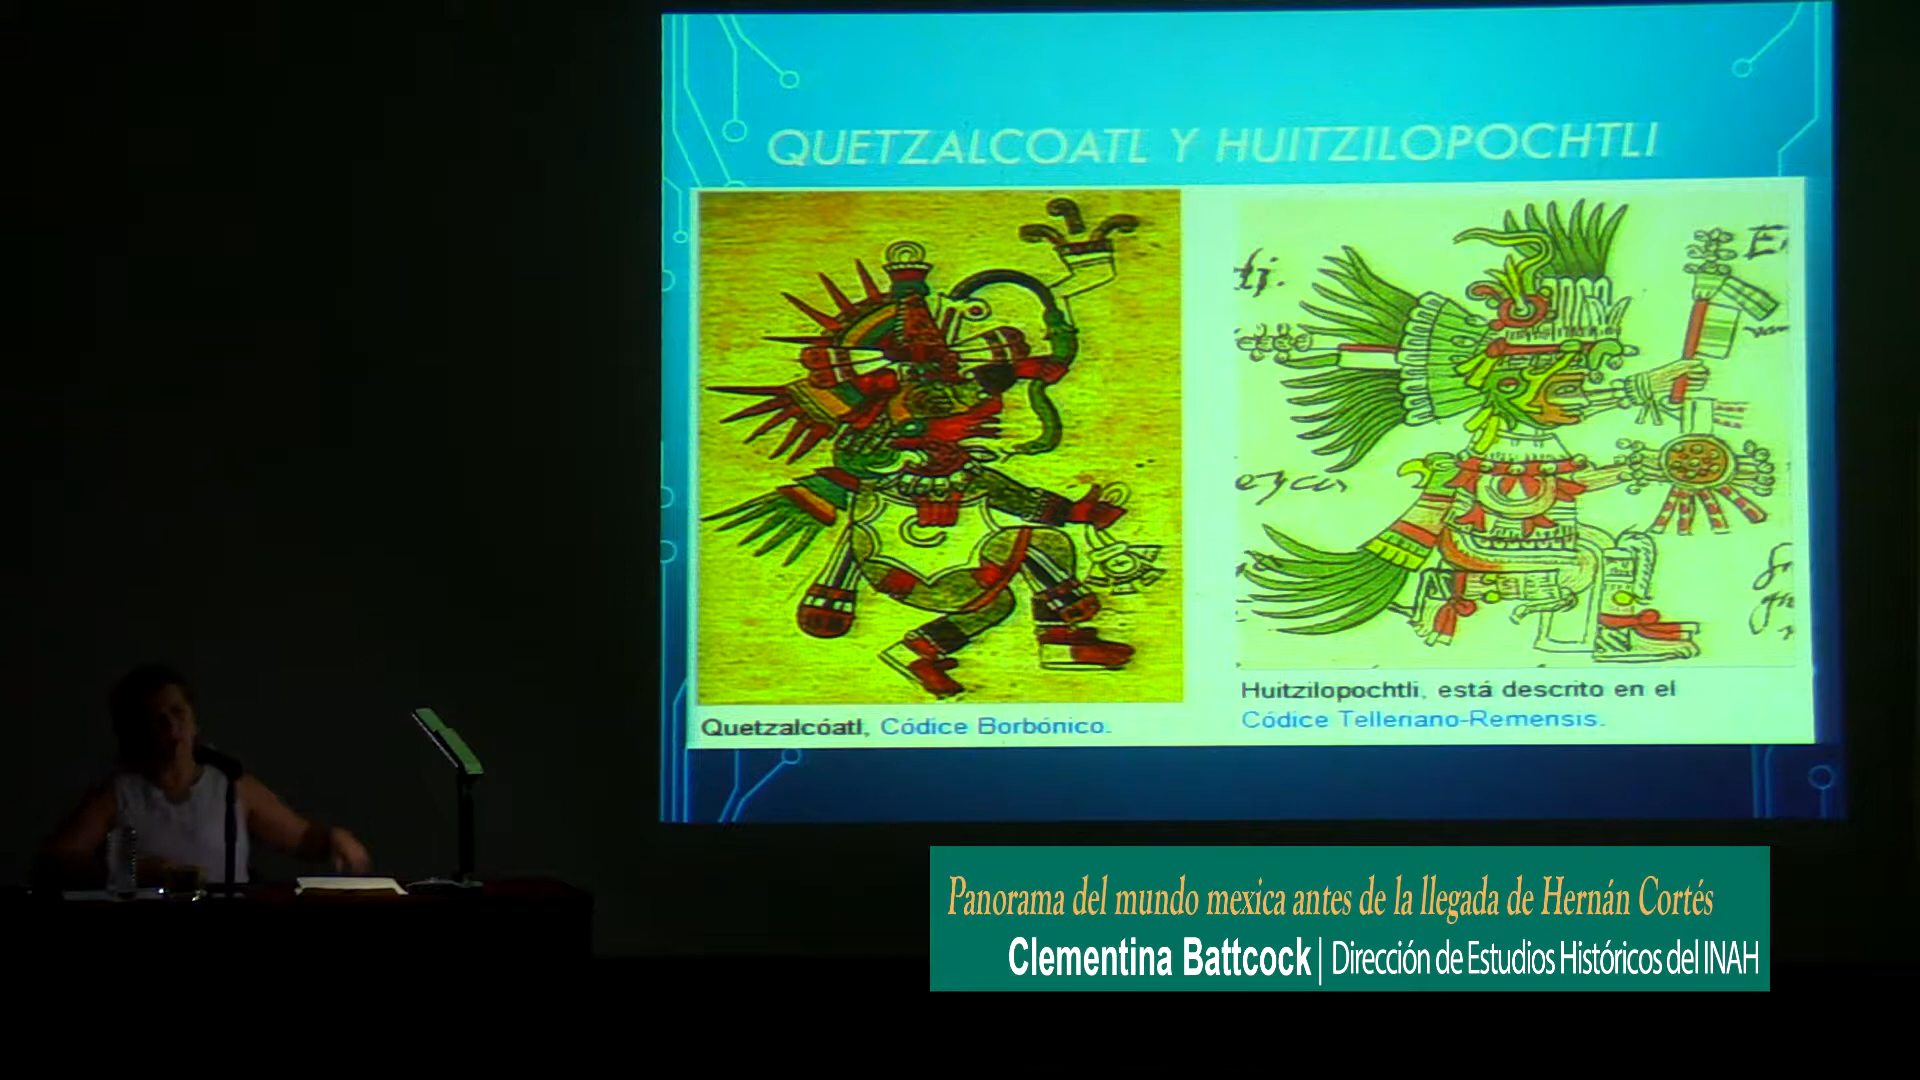 QUETZALCOATL Y HUITZILOPOCHTLI
Quetzalcóatl, Códice Borbónico.
Huitzilopochtli, está descrito en el
Códice Telleriano-Remensis.
Panorama del mundo mexica antes de la llegada de Hernán Cortés
Clementina Battcock | Dirección de Estudios Históricos del INAH